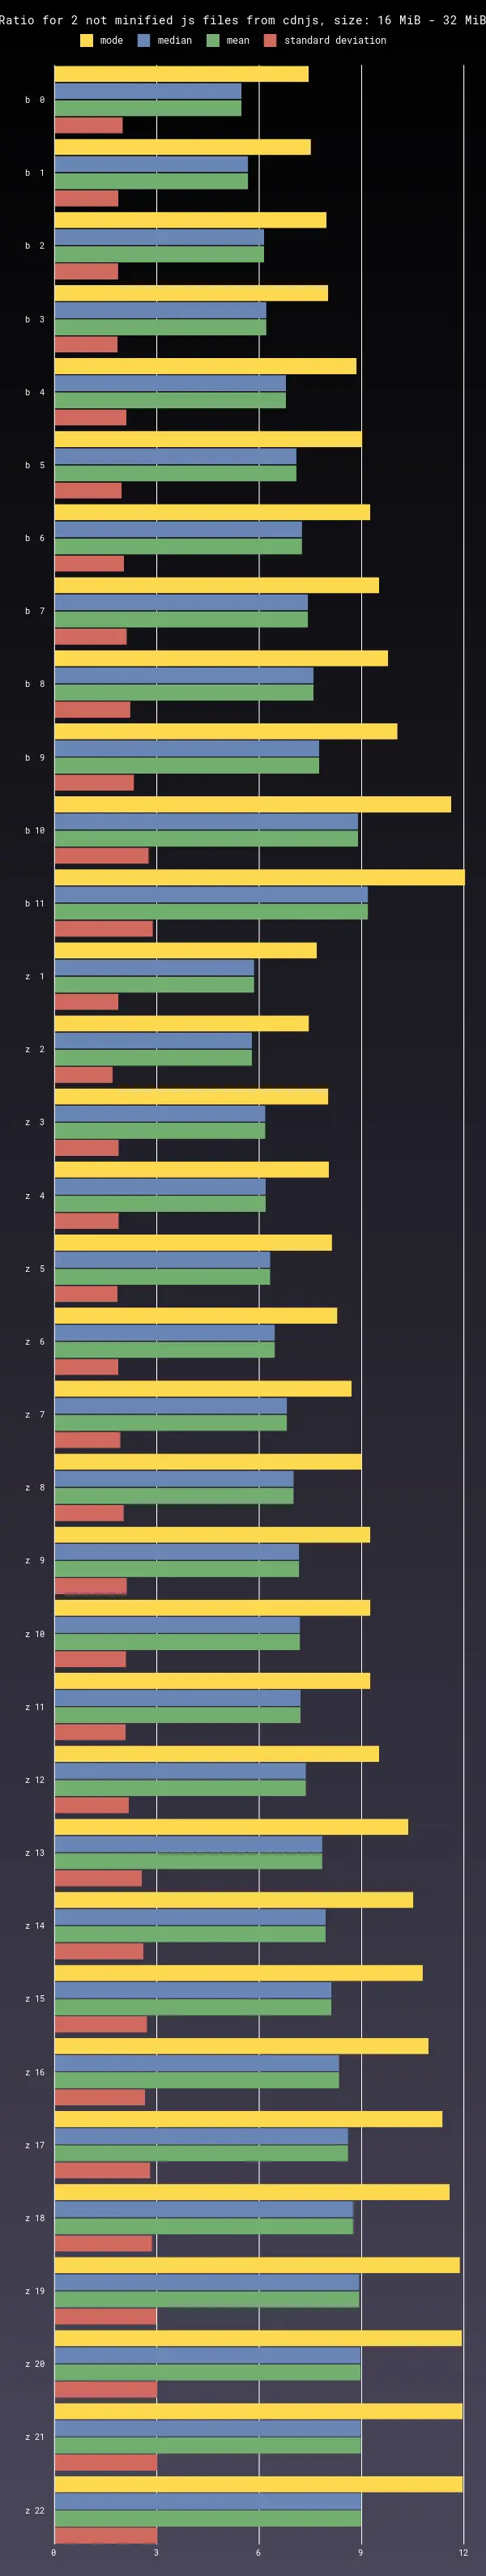 Ratio for 2 not minified js files from cdnjs, size: 16 MiB - 32 MiB
mode median mean standard deviation
b 0
b 1
b 2
b 3
b 4
b 5
b 6
b 7
b 8
b 9
b 10
b 11
z 1
z 2
z 3
z 4
z 5
z 6
z 7
z 8
z 9
z 10
z 11
z 12
z 13
z 14
z 15
z 16
z 17
z 18
z 19
z 20
z 21
z 22
0 3 6 9 12